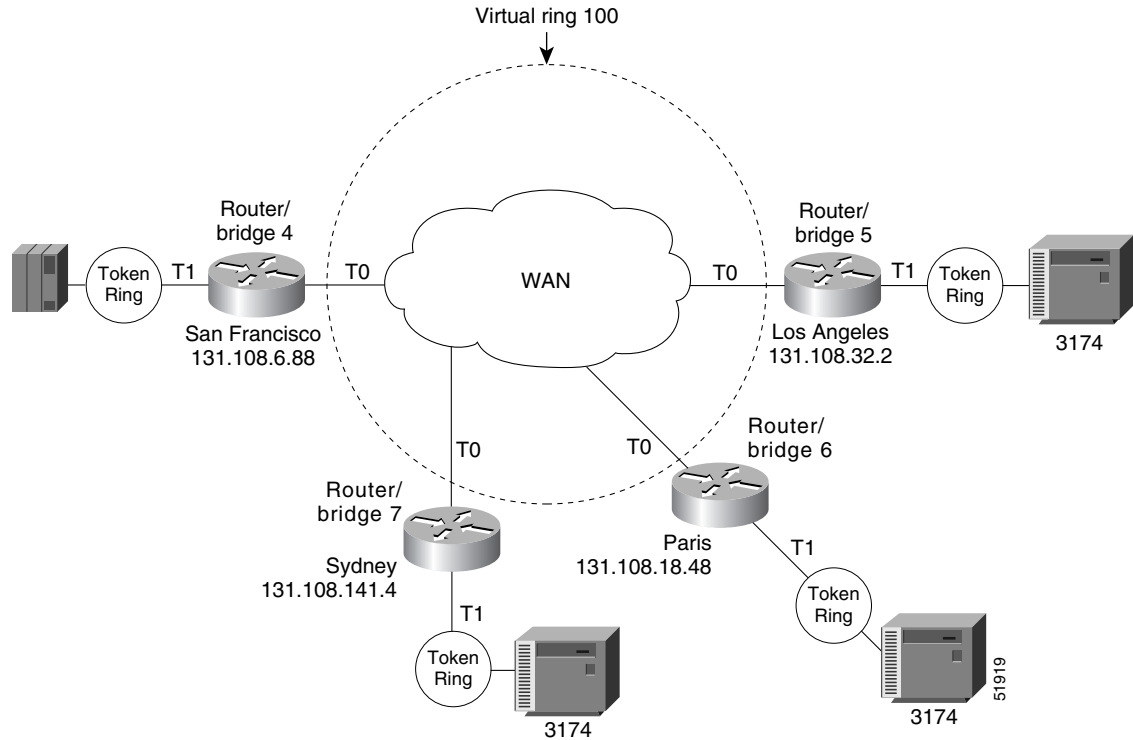 Virtual ring 100
Router/
bridge 4
Router/
bridge 5
Token
Ring
T1
T0
WAN
T0
T1
Token
Ring
San Francisco
131.108.6.88
Los Angeles
131.108.32.2
3174
T0
T0
Router/
bridge 6
Router/
bridge 7
Sydney
131.108.141.4
Paris
131.108.18.48
T1
T1
Token
Ring
Token
Ring
3174
3174
51919